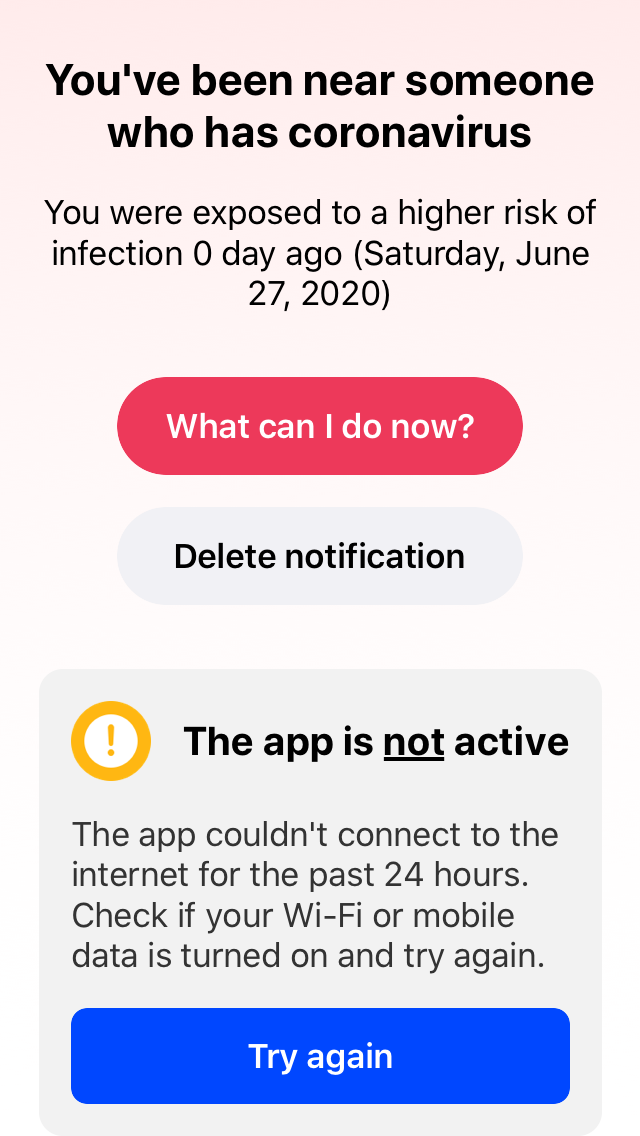 You've been near someone
who has coronavirus
You were exposed to a higher risk of
infection 0 day ago (Saturday, June
27, 2020)
What can I do now?
Delete notification
The app is not active
The app couldn't connect to the
internet for the past 24 hours.
Check if your Wi-Fi or mobile
data is turned on and try again.
Try again